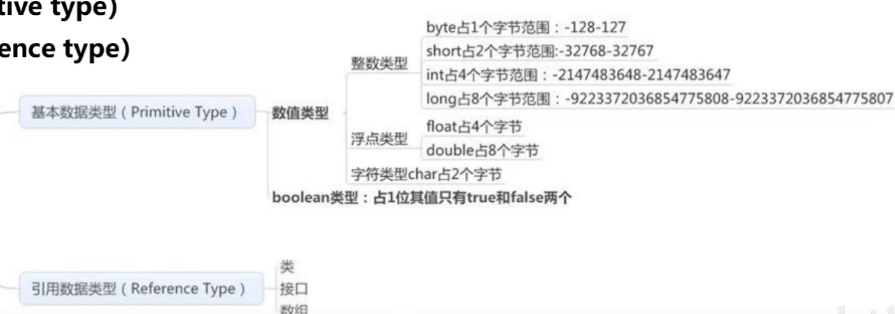 tive type)
ence type)
byte占1个字节范围：-128-127
short占2个字节范围:-32768-32767
整数类型
int占4个字节范围：-2147483648-2147483647
long占8个字节范围：-9223372036854775808-9223372036854775807
基本数据类型（Primitive Type）
数值类型
float占4个字节
浮点类型
double占8个字节
字符类型char占2个字节
boolean类型：占1位其值只有true和false两个
类
引用数据类型（Reference Type）
接口
数组